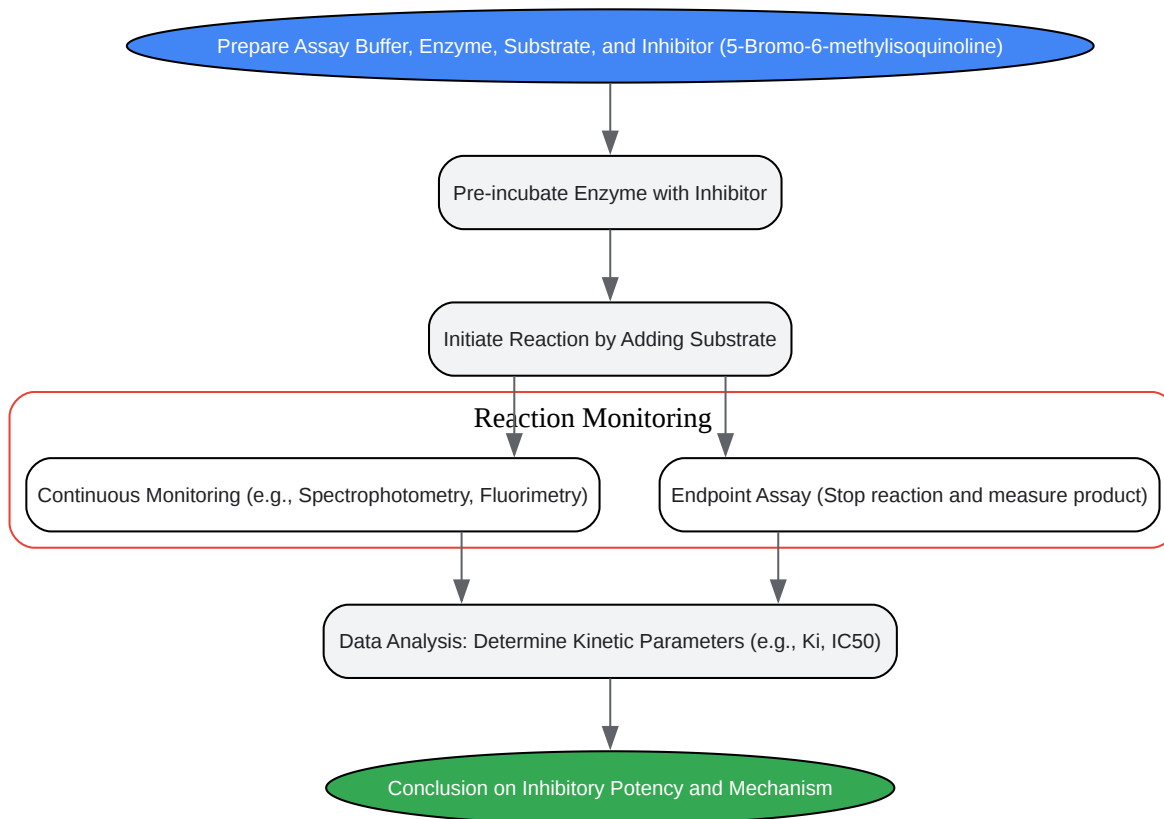 Prepare Assay Buffer, Enzyme, Substrate, and Inhibitor (5-Bromo-6-methylisoquinoline)
Pre-incubate Enzyme with Inhibitor
Initiate Reaction by Adding Substrate
Reaction Monitoring
Continuous Monitoring (e.g., Spectrophotometry, Fluorimetry)
Endpoint Assay (Stop reaction and measure product)
Data Analysis: Determine Kinetic Parameters (e.g., Ki, IC50)
Conclusion on Inhibitory Potency and Mechanism